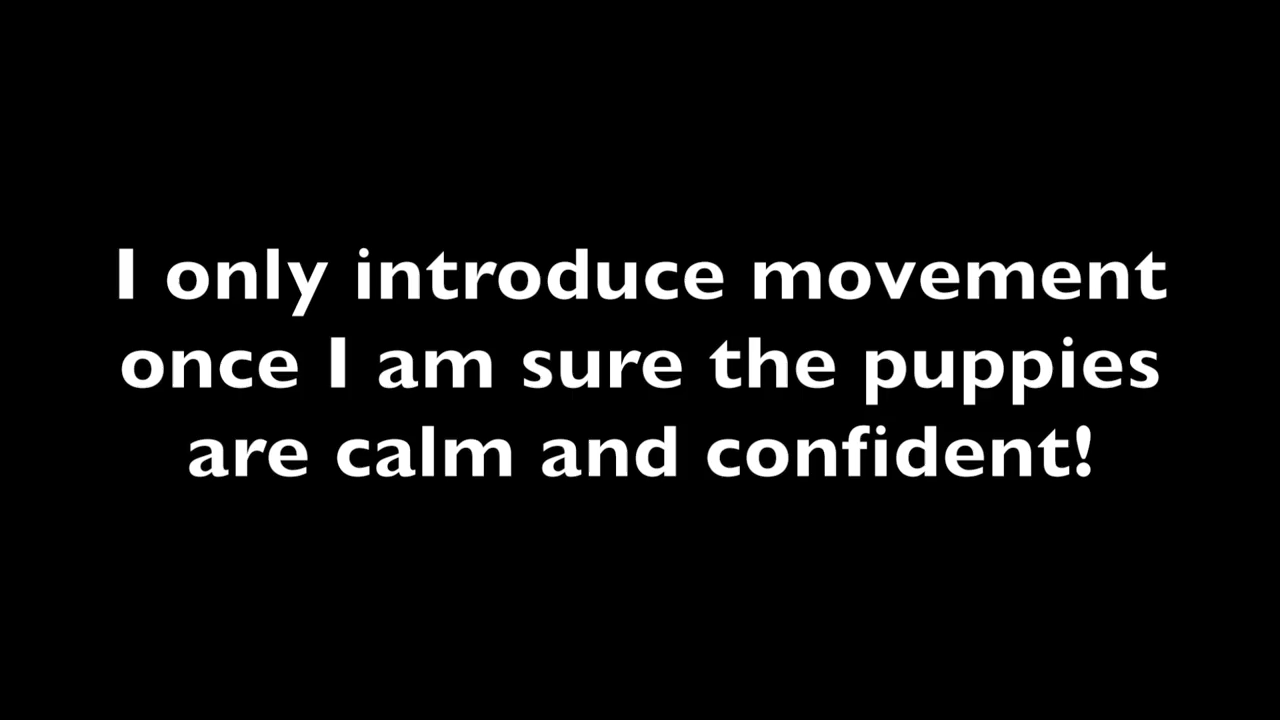 I only introduce movement
once I am sure the puppies
are calm and confident!